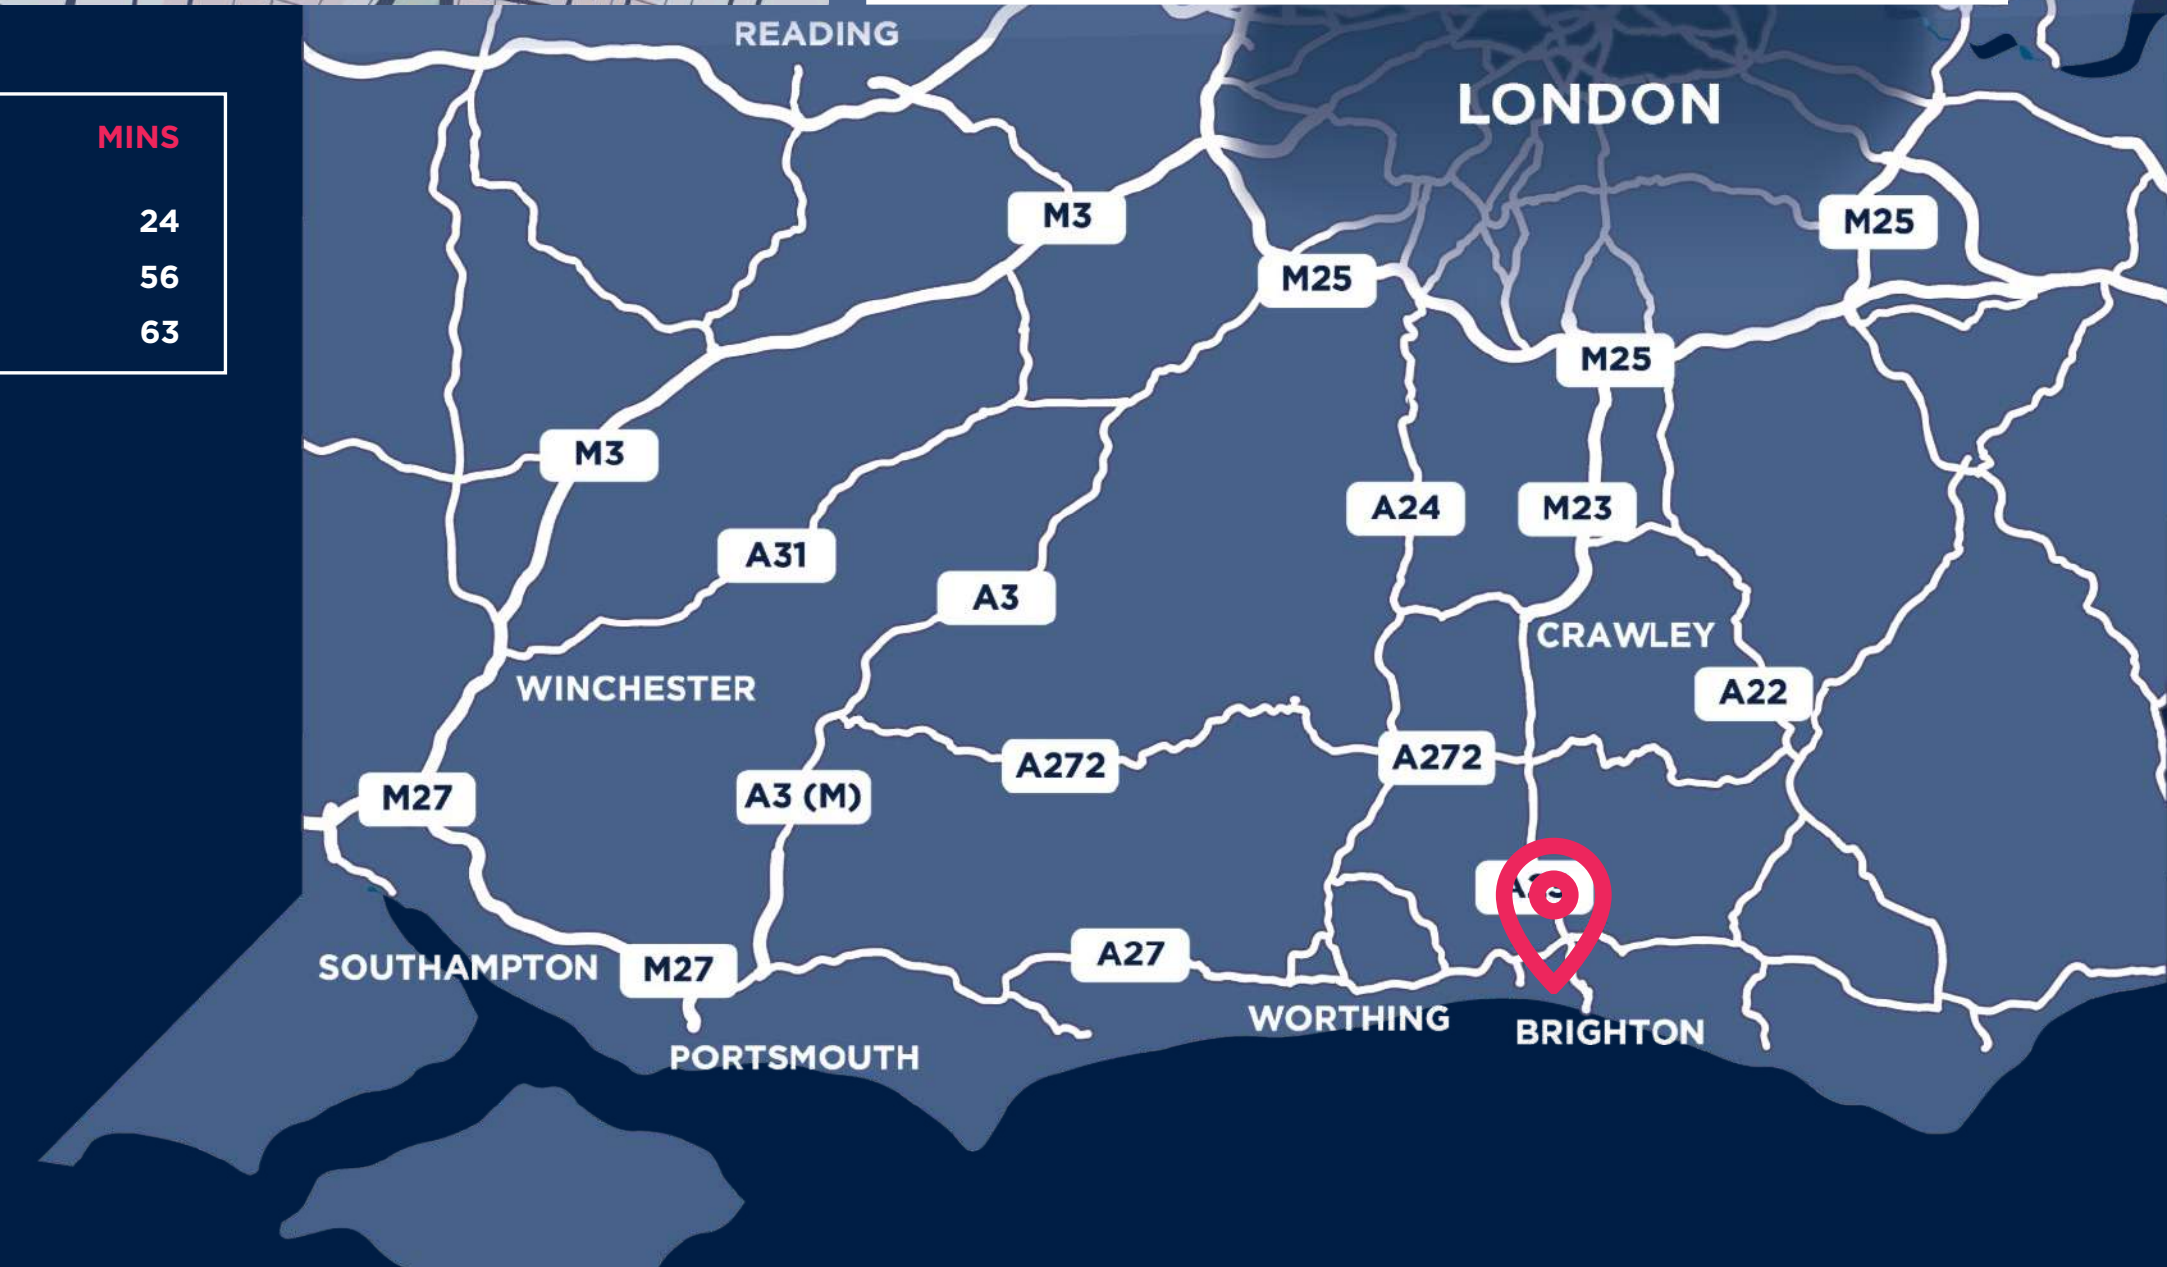 READING
LONDON
MINS
24
56
63
M3
M25
M25
M25
M3
A24
M23
A31
A3
CRAWLEY
WINCHESTER
A22
A272
A272
M27
A3 (M)
A27
SOUTHAMPTON
M27
WORTHING
BRIGHTON
PORTSMOUTH